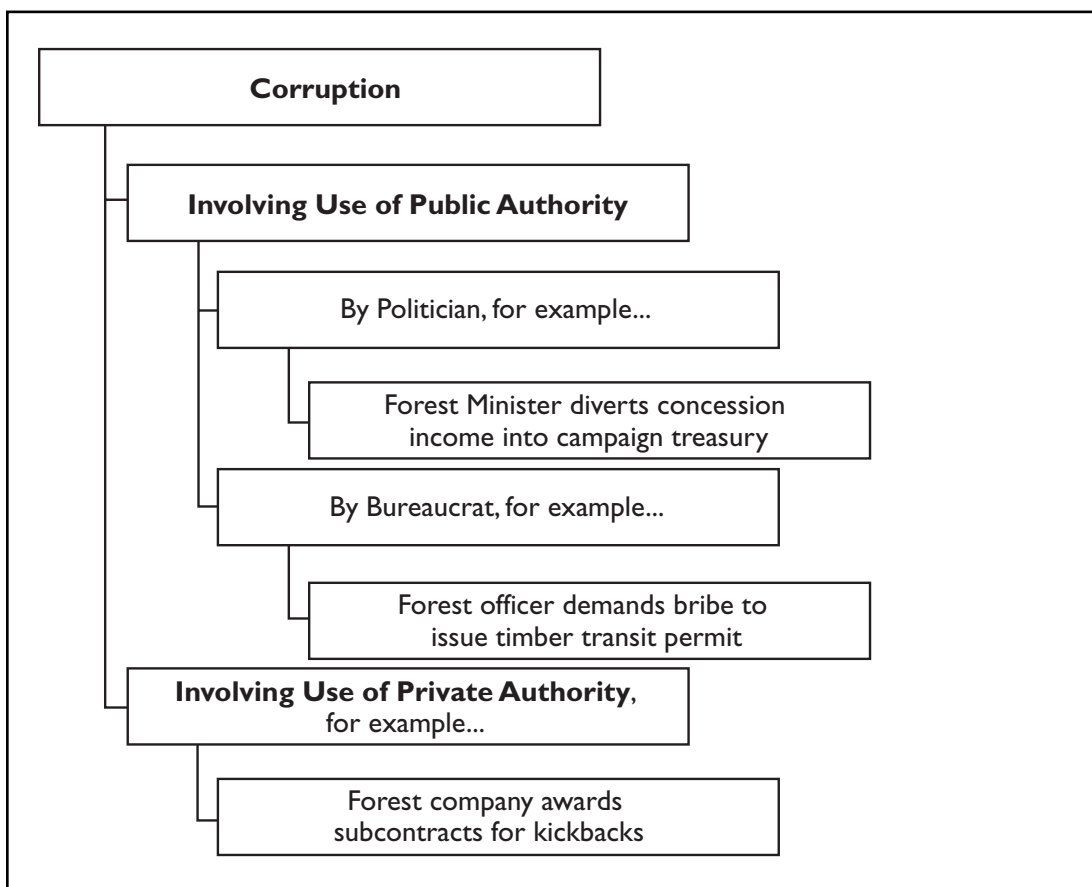 Corruption
Involving Use of Public Authority
By Politician, for example...
Forest Minister diverts concession
income into campaign treasury
By Bureaucrat, for example...
Forest officer demands bribe to
issue timber transit permit
Involving Use of Private Authority,
for example...
Forest company awards
subcontracts for kickbacks